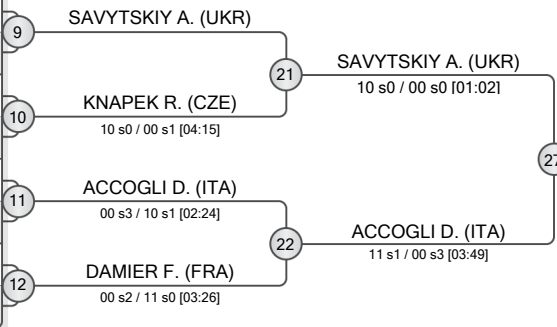 9
SAVYTSKIY A. (UKR)
21
SAVYTSKIY A. (UKR)
10 s0 / 00 s0 [01:02]
10
KNAPEK R. (CZE)
10 s0 / 00 s1 [04:15]
27
11
ACCOGLI D. (ITA)
00 s3 / 10 s1 [02:24]
22
ACCOGLI D. (ITA)
11 s1 / 00 s3 [03:49]
12
DAMIER F. (FRA)
00 s2 / 11 s0 [03:26]